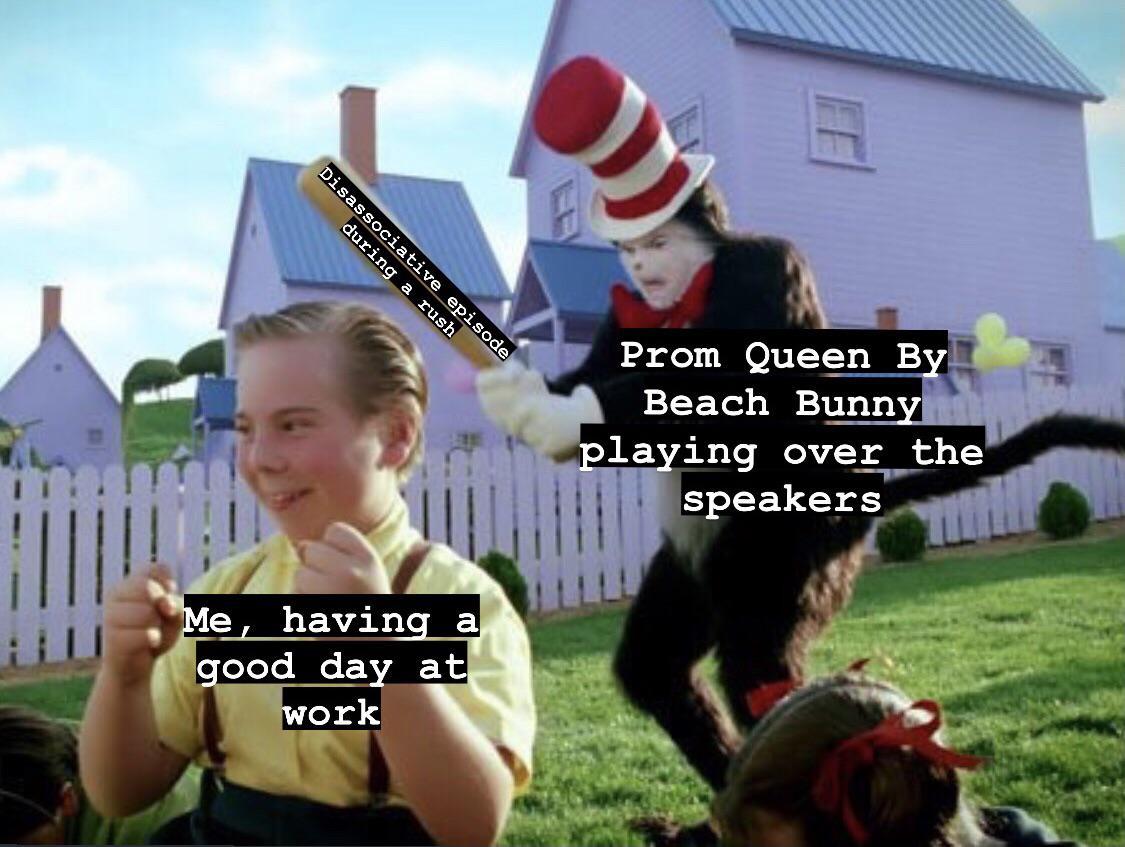 Disassociative episode
during a rush
Prom Queen By
Beach Bunny
playing over the
speakers
Me, having a
good day at
work